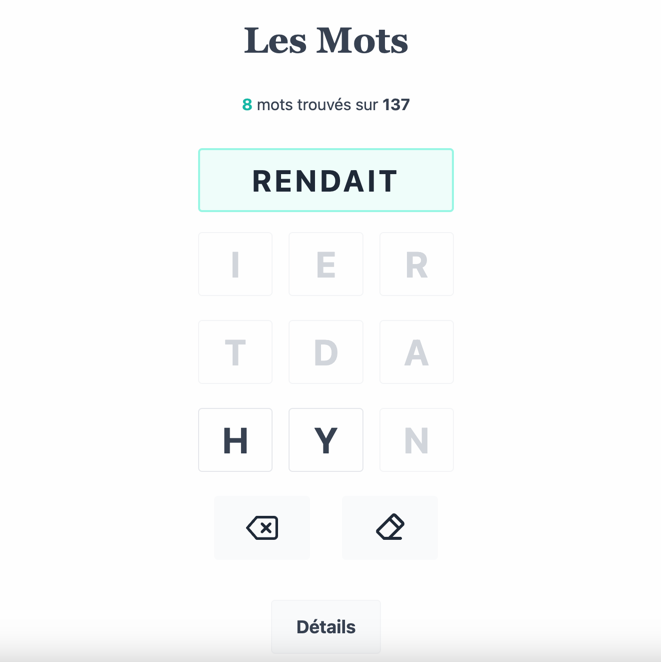 Les Mots
8 mots trouvés sur 137
RENDAIT
I E R
T D A
H Y N
Détails